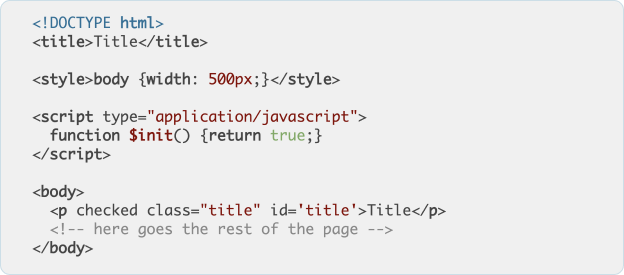 <!DOCTYPE html>
<title>Title</title>

<style>body {width: 500px;}</style>

<script type="application/javascript">
  function $init() {return true;}
</script>

<body>
  <p checked class="title" id='title'>Title</p>
  <!-- here goes the rest of the page -->
</body>